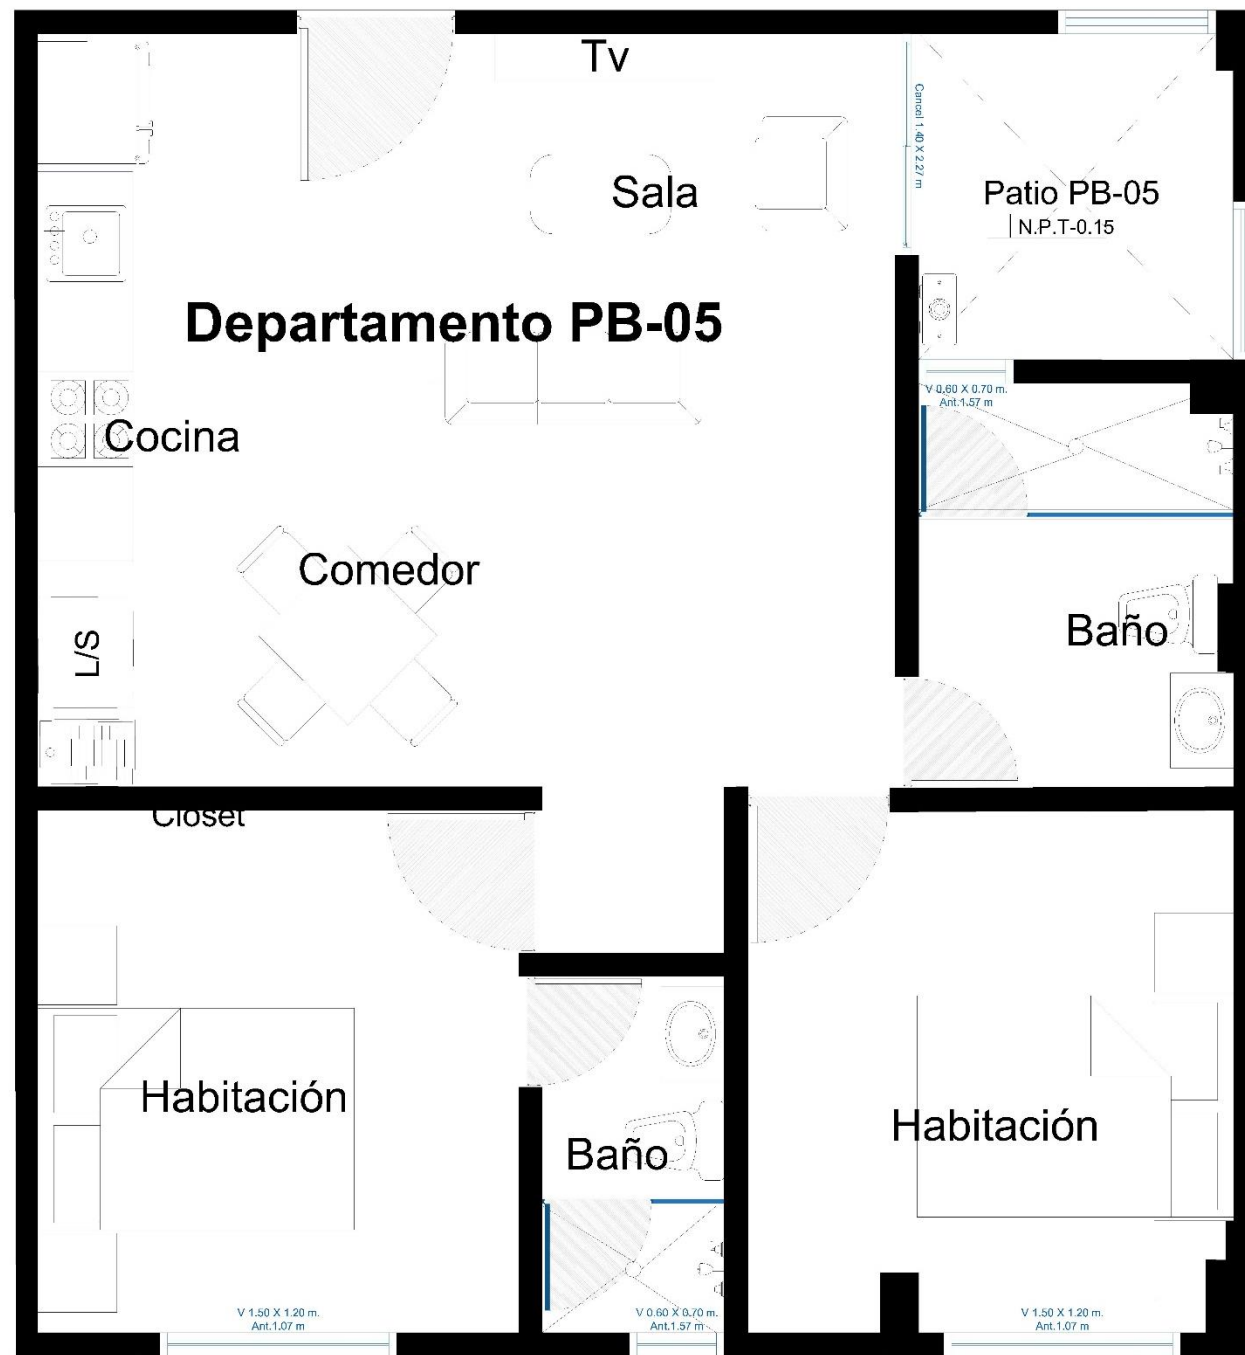 Tv
Cancel 1.40 X 2.27 m
Sala
Patio PB-05
N.P.T-0.15
Departamento PB-05
V 0.60 X 0.70 m.
Ant.1.57 m
Cocina
Comedor
L/S
Baño
Closet
Habitación
Habitación
Baño
V 1.50 X 1.20 m.
Ant.1.07 m
V 0.60 X 0.70 m.
Ant.1.57 m
V 1.50 X 1.20 m.
Ant.1.07 m